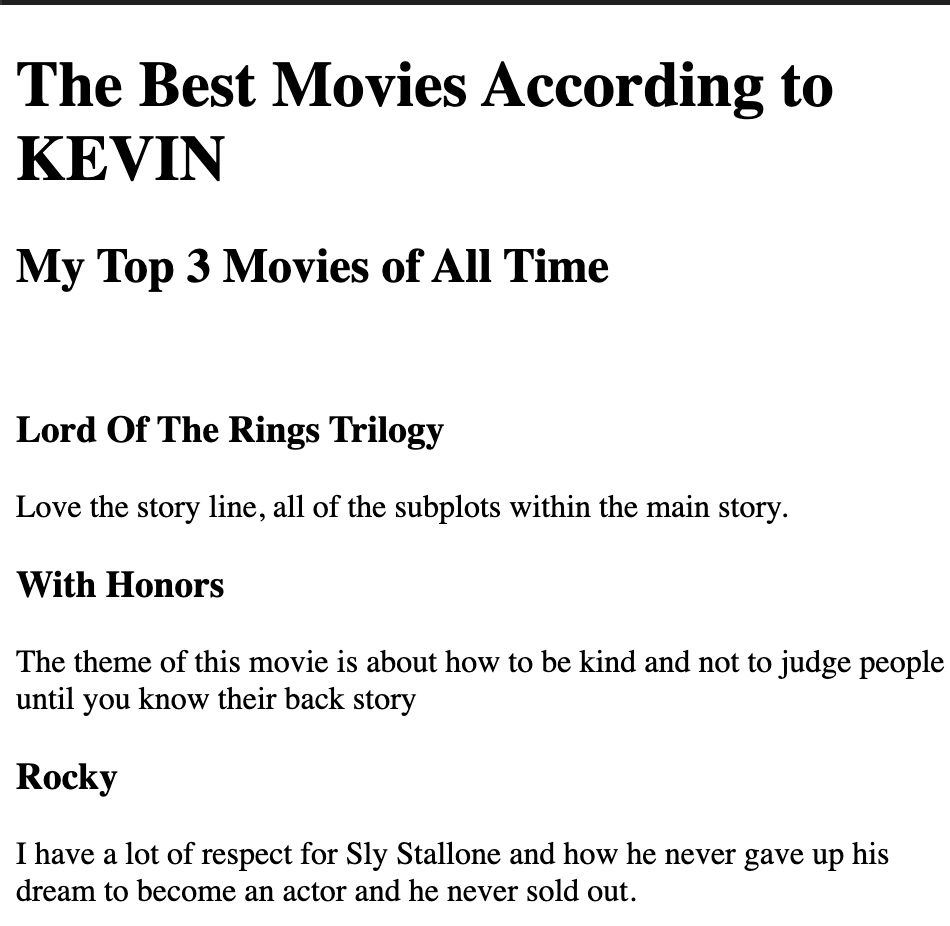 The Best Movies According to
KEVIN
My Top 3 Movies of All Time
Lord Of The Rings Trilogy
Love the story line, all of the subplots within the main story.
With Honors
The theme of this movie is about how to be kind and not to judge people
until you know their back story
Rocky
I have a lot of respect for Sly Stallone and how he never gave up his
dream to become an actor and he never sold out.